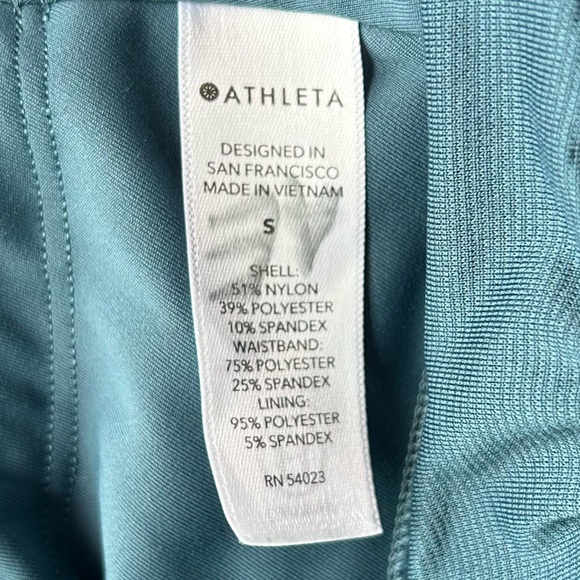 ATHLETA
DESIGNED IN
SAN FRANCISCO
MADE IN VIETNAM
S
SHELL:
51% NYLON
39% POLYESTER
10% SPANDEX
WAISTBAND:
75% POLYESTER
25% SPANDEX
LINING:
95% POLYESTER
5% SPANDEX
RN 54023